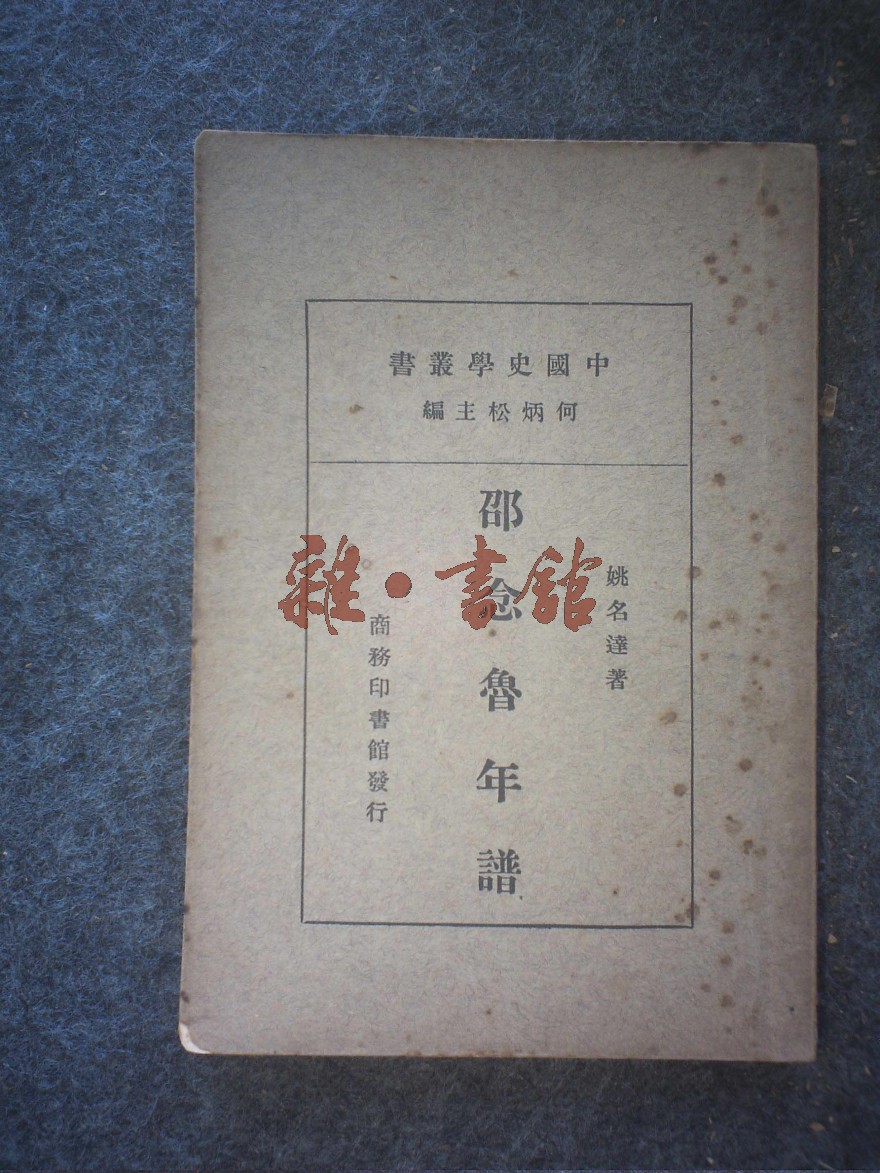 中國史學叢書
何炳松主編
姚名達著
邵念魯年譜
商務印書館發行
雜·書館